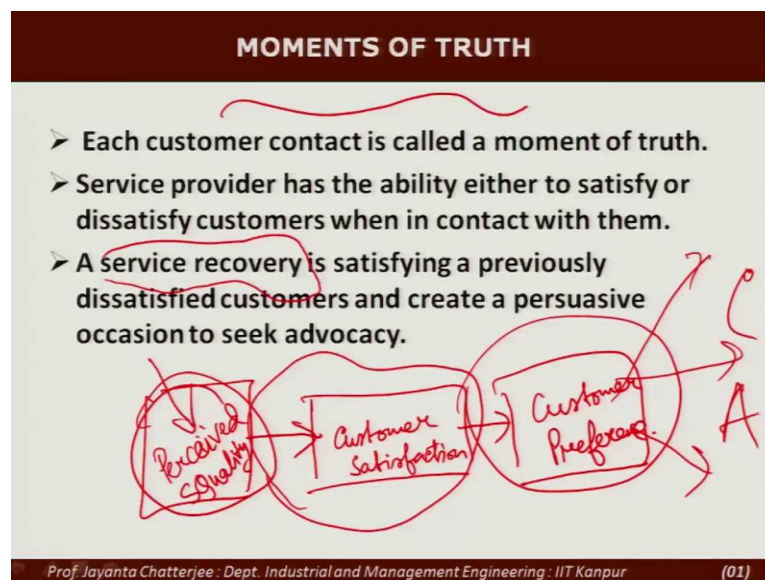 MOMENTS OF TRUTH
➢ Each customer contact is called a moment of truth.
➢ Service provider has the ability either to satisfy or
dissatisfy customers when in contact with them.
➢ A service recovery is satisfying a previously
dissatisfied customers and create a persuasive
occasion to seek advocacy.
Perceived
squality
Customer
Satisfaction
Customer
Preferenc.
A
Prof. Jayanta Chatterjee : Dept. Industrial and Management Engineering : IIT Kanpur (01)